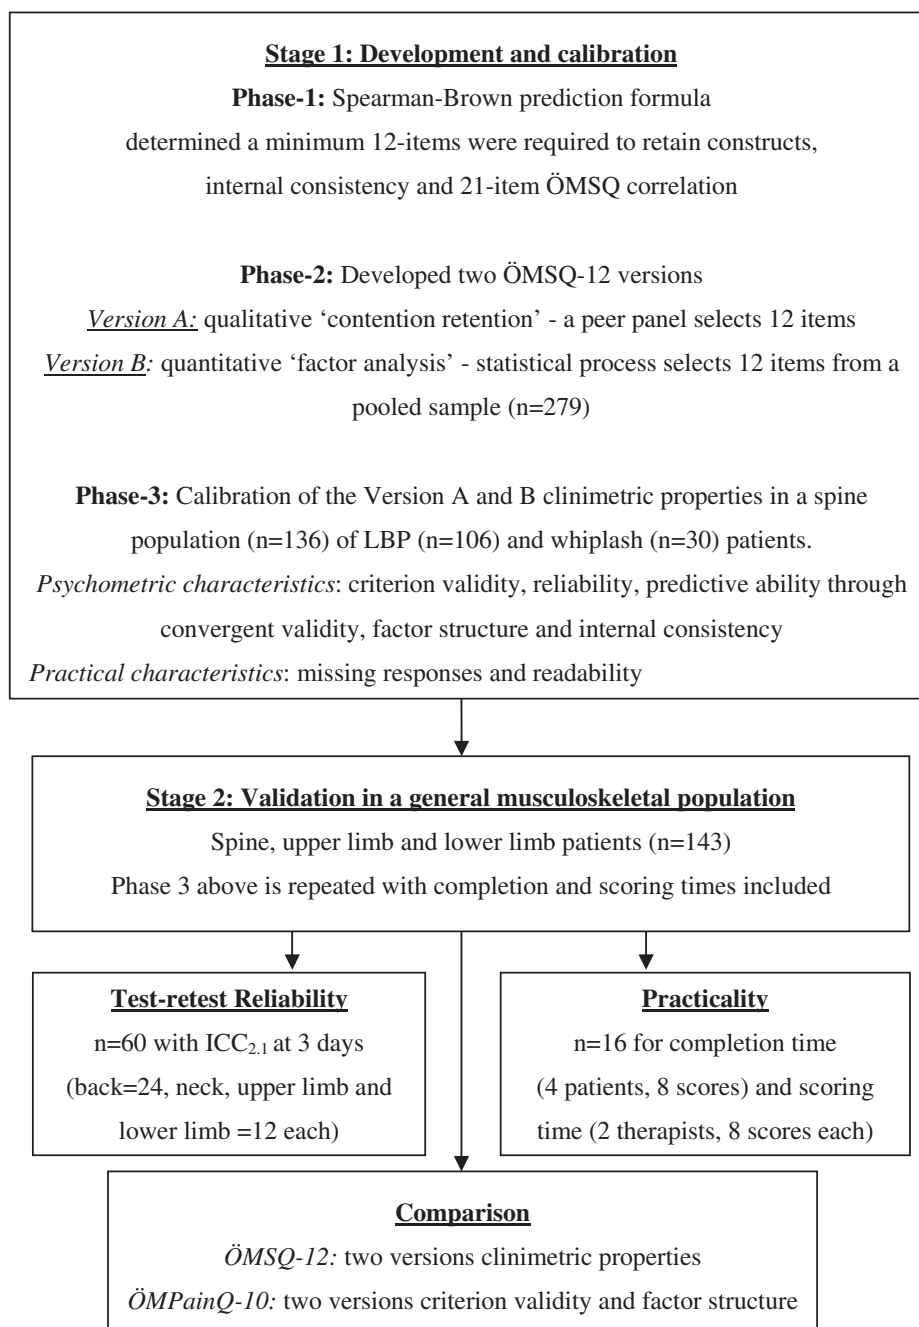 Stage 1: Development and calibration
Phase-1: Spearman-Brown prediction formula
determined a minimum 12-items were required to retain constructs,
internal consistency and 21-item ÖMSQ correlation
Phase-2: Developed two ÖMSQ-12 versions
Version A: qualitative ‘contention retention’ - a peer panel selects 12 items
Version B: quantitative ‘factor analysis’ - statistical process selects 12 items from a
pooled sample (n=279)
Phase-3: Calibration of the Version A and B clinimetric properties in a spine
population (n=136) of LBP (n=106) and whiplash (n=30) patients.
Psychometric characteristics: criterion validity, reliability, predictive ability through
convergent validity, factor structure and internal consistency
Practical characteristics: missing responses and readability
Stage 2: Validation in a general musculoskeletal population
Spine, upper limb and lower limb patients (n=143)
Phase 3 above is repeated with completion and scoring times included
Test-retest Reliability
n=60 with ICC2.1 at 3 days
(back=24, neck, upper limb and
lower limb =12 each)
Practicality
n=16 for completion time
(4 patients, 8 scores) and scoring
time (2 therapists, 8 scores each)
Comparison
ÖMSQ-12: two versions clinimetric properties
ÖMPainQ-10: two versions criterion validity and factor structure